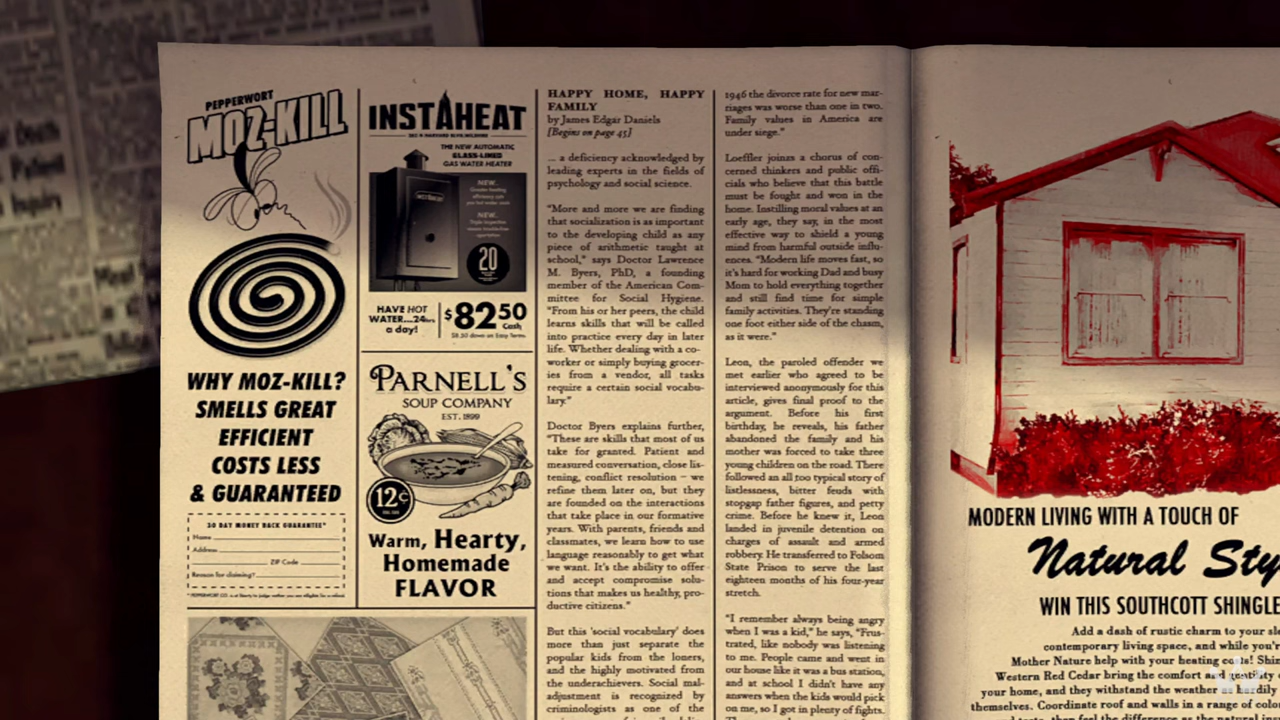 PEPPERWORT
MOZ-KILL
WHY MOZ-KILL?
SMELLS GREAT
EFFICIENT
COSTS LESS
& GUARANTEED
30 DAY MONEY BACK GUARANTEE*
Name
Address
ZIP Code
Reason for claiming?
INSTAHEAT
THE NEW AUTOMATIC
GLASS-LINED
GAS WATER HEATER
NEW.
NEW.
20
HAVE HOT
WATER...24hrs
a day!
$82.50
Cash
$8.50 down on Easy Terms
PARNELL'S
SOUP COMPANY
EST. 1899
12¢
Warm, Hearty,
Homemade
FLAVOR
HAPPY HOME, HAPPY
FAMILY
by James Edgar Daniels
[Begins on page 45]
... a deficiency acknowledged by
leading experts in the fields of
psychology and social science.
"More and more we are finding
that socialization is as important
to the developing child as any
piece of arithmetic taught at
school," says Doctor Lawrence
M. Byers, PhD, a founding
member of the American Com-
mittee for Social Hygiene.
"From his or her peers, the child
learns skills that will be called
into practice every day in later
life. Whether dealing with a co-
worker or simply buying grocer-
ies from a vendor, all tasks
require a certain social vocabu-
lary."
Doctor Byers explains further,
"These are skills that most of us
take for granted. Patient and
measured conversation, close lis-
tening, conflict resolution – we
refine them later on, but they
are founded on the interactions
that take place in our formative
years. With parents, friends and
classmates, we learn how to use
language reasonably to get what
we want. It's the ability to offer
and accept compromise solu-
tions that makes us healthy, pro-
ductive citizens."
But this 'social vocabulary' does
more than just separate the
popular kids from the loners,
and the highly motivated from
the underachievers. Social mal-
adjustment is recognized by
criminologists as one of the
1946 the divorce rate for new mar-
riages was worse than one in two.
Family values in America are
under siege."
Loeffler joins a chorus of con-
cerned thinkers and public offi-
cials who believe that this battle
must be fought and won in the
home. Instilling moral values at an
early age, they say, in the most
effective way to shield a young
mind from harmful outside influ-
ences. "Modern life moves fast, so
it's hard for working Dad and busy
Mom to hold everything together
and still find time for simple
family activities. They're standing
one foot either side of the chasm,
as it were."
Leon, the paroled offender we
met earlier who agreed to be
interviewed anonymously for this
article, gives final proof to the
argument. Before his first
birthday, he reveals, his father
abandoned the family and his
mother was forced to take three
young children on the road. There
followed an all too typical story of
listlessness, bitter feuds with
stopgap father figures, and petty
crime. Before he knew it, Leon
landed in juvenile detention on
charges of assault and armed
robbery. He transferred to Folsom
State Prison to serve the last
eighteen months of his four-year
stretch.
"I remember always being angry
when I was a kid," he says, "Frus-
trated, like nobody was listening
to me. People came and went in
our house like it was a bus station,
and at school I didn't have any
answers when the kids would pick
on me, so I got in plenty of fights.
MODERN LIVING WITH A TOUCH OF
Natural Sty
WIN THIS SOUTHCOTT SHINGLE
Add a dash of rustic charm to your
contemporary living space, and while you're
Mother Nature help with your heating costs!
Western Red Cedar bring the comfort and gentility
your home, and they withstand the weather
themselves. Coordinate roof and walls in a range of